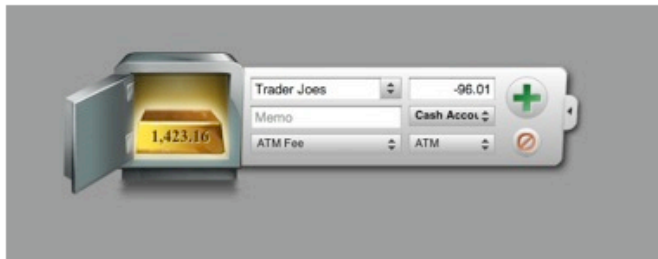 1,423.16
Trader Joes -96.01
Memo Cash Accou
ATM Fee ATM